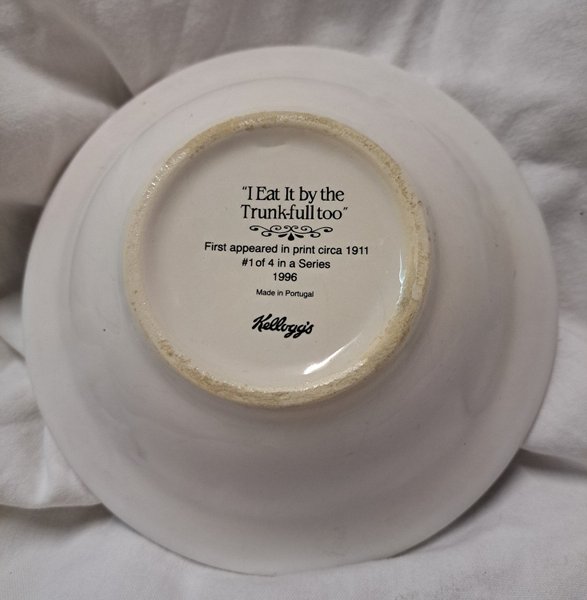 "I Eat It by the
Trunk-full too"
First appeared in print circa 1911
#1 of 4 in a Series
1996
Made in Portugal
Kellogg's